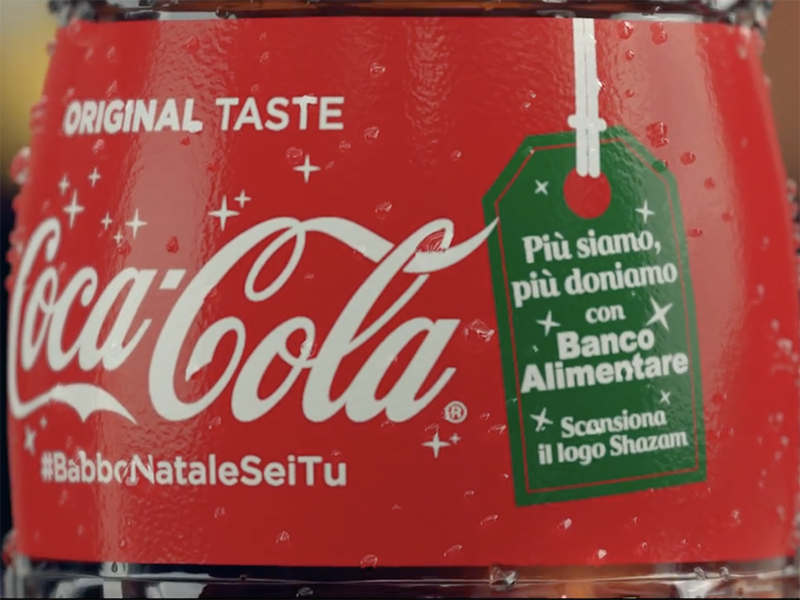 ORIGINAL TASTE
Coca-Cola®
#BabboNataleSeiTu
Più siamo,
più doniamo
con
Banco
Alimentare
Scansiona
il logo Shazam